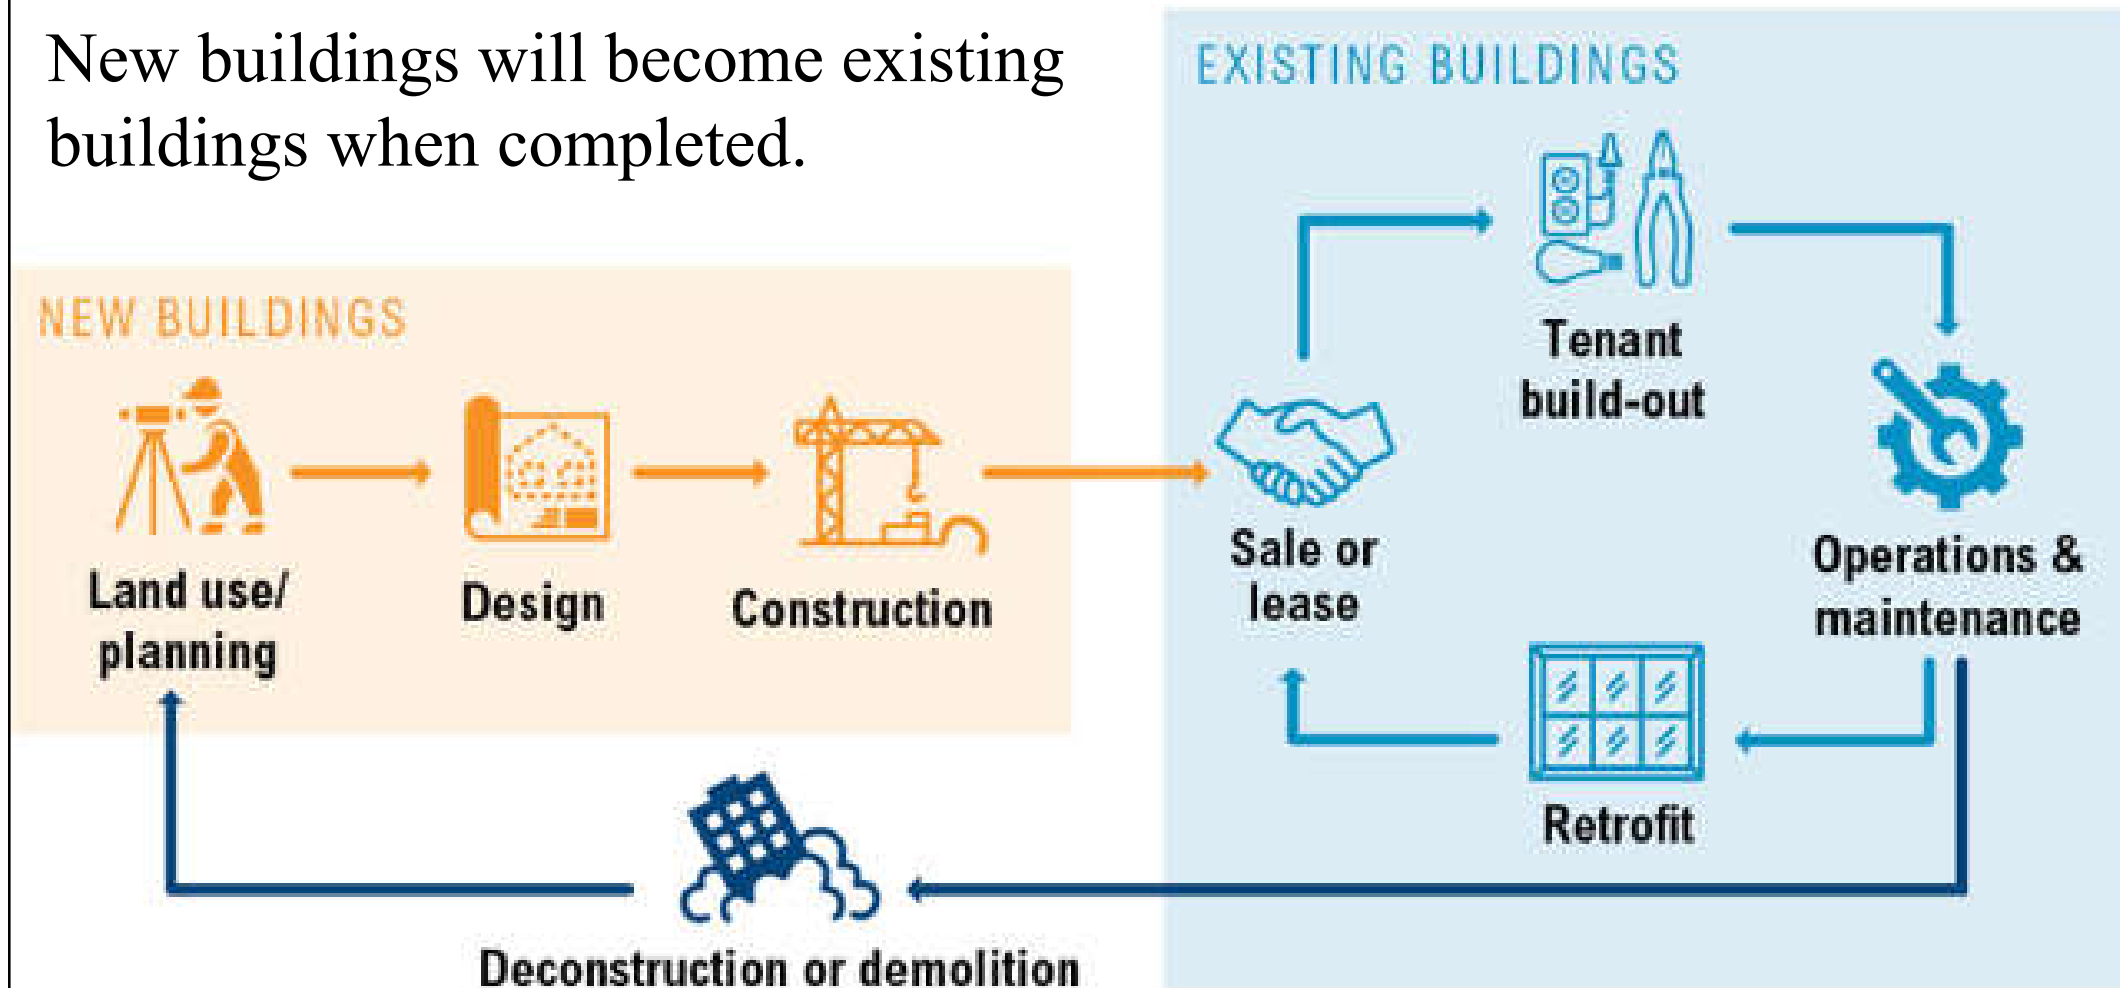 New buildings will become existing
buildings when completed.
EXISTING BUILDINGS
Tenant
build-out
NEW BUILDINGS
Land use/
planning
Design
Construction
Sale or
lease
Operations &
maintenance
Retrofit
Deconstruction or demolition